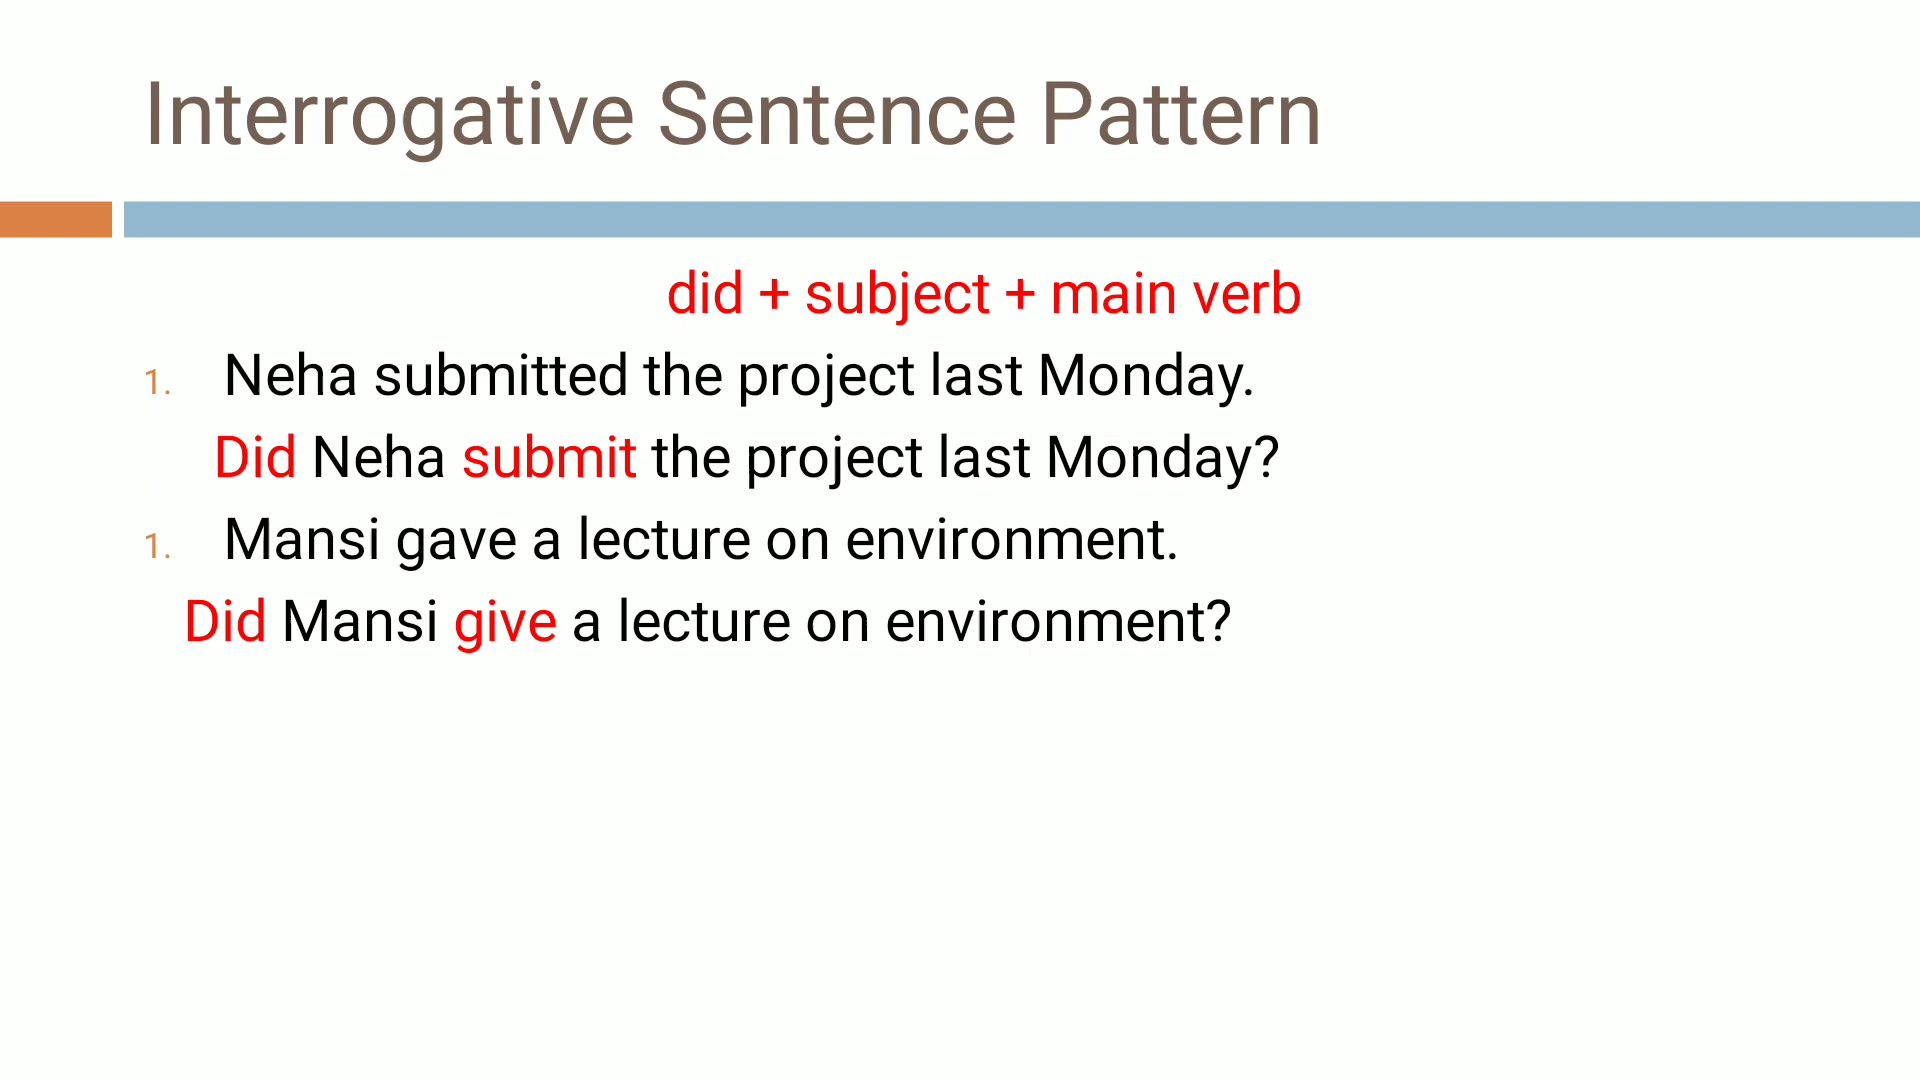 Interrogative Sentence Pattern
did + subject + main verb
1. Neha submitted the project last Monday.
Did Neha submit the project last Monday?
1. Mansi gave a lecture on environment.
Did Mansi give a lecture on environment?